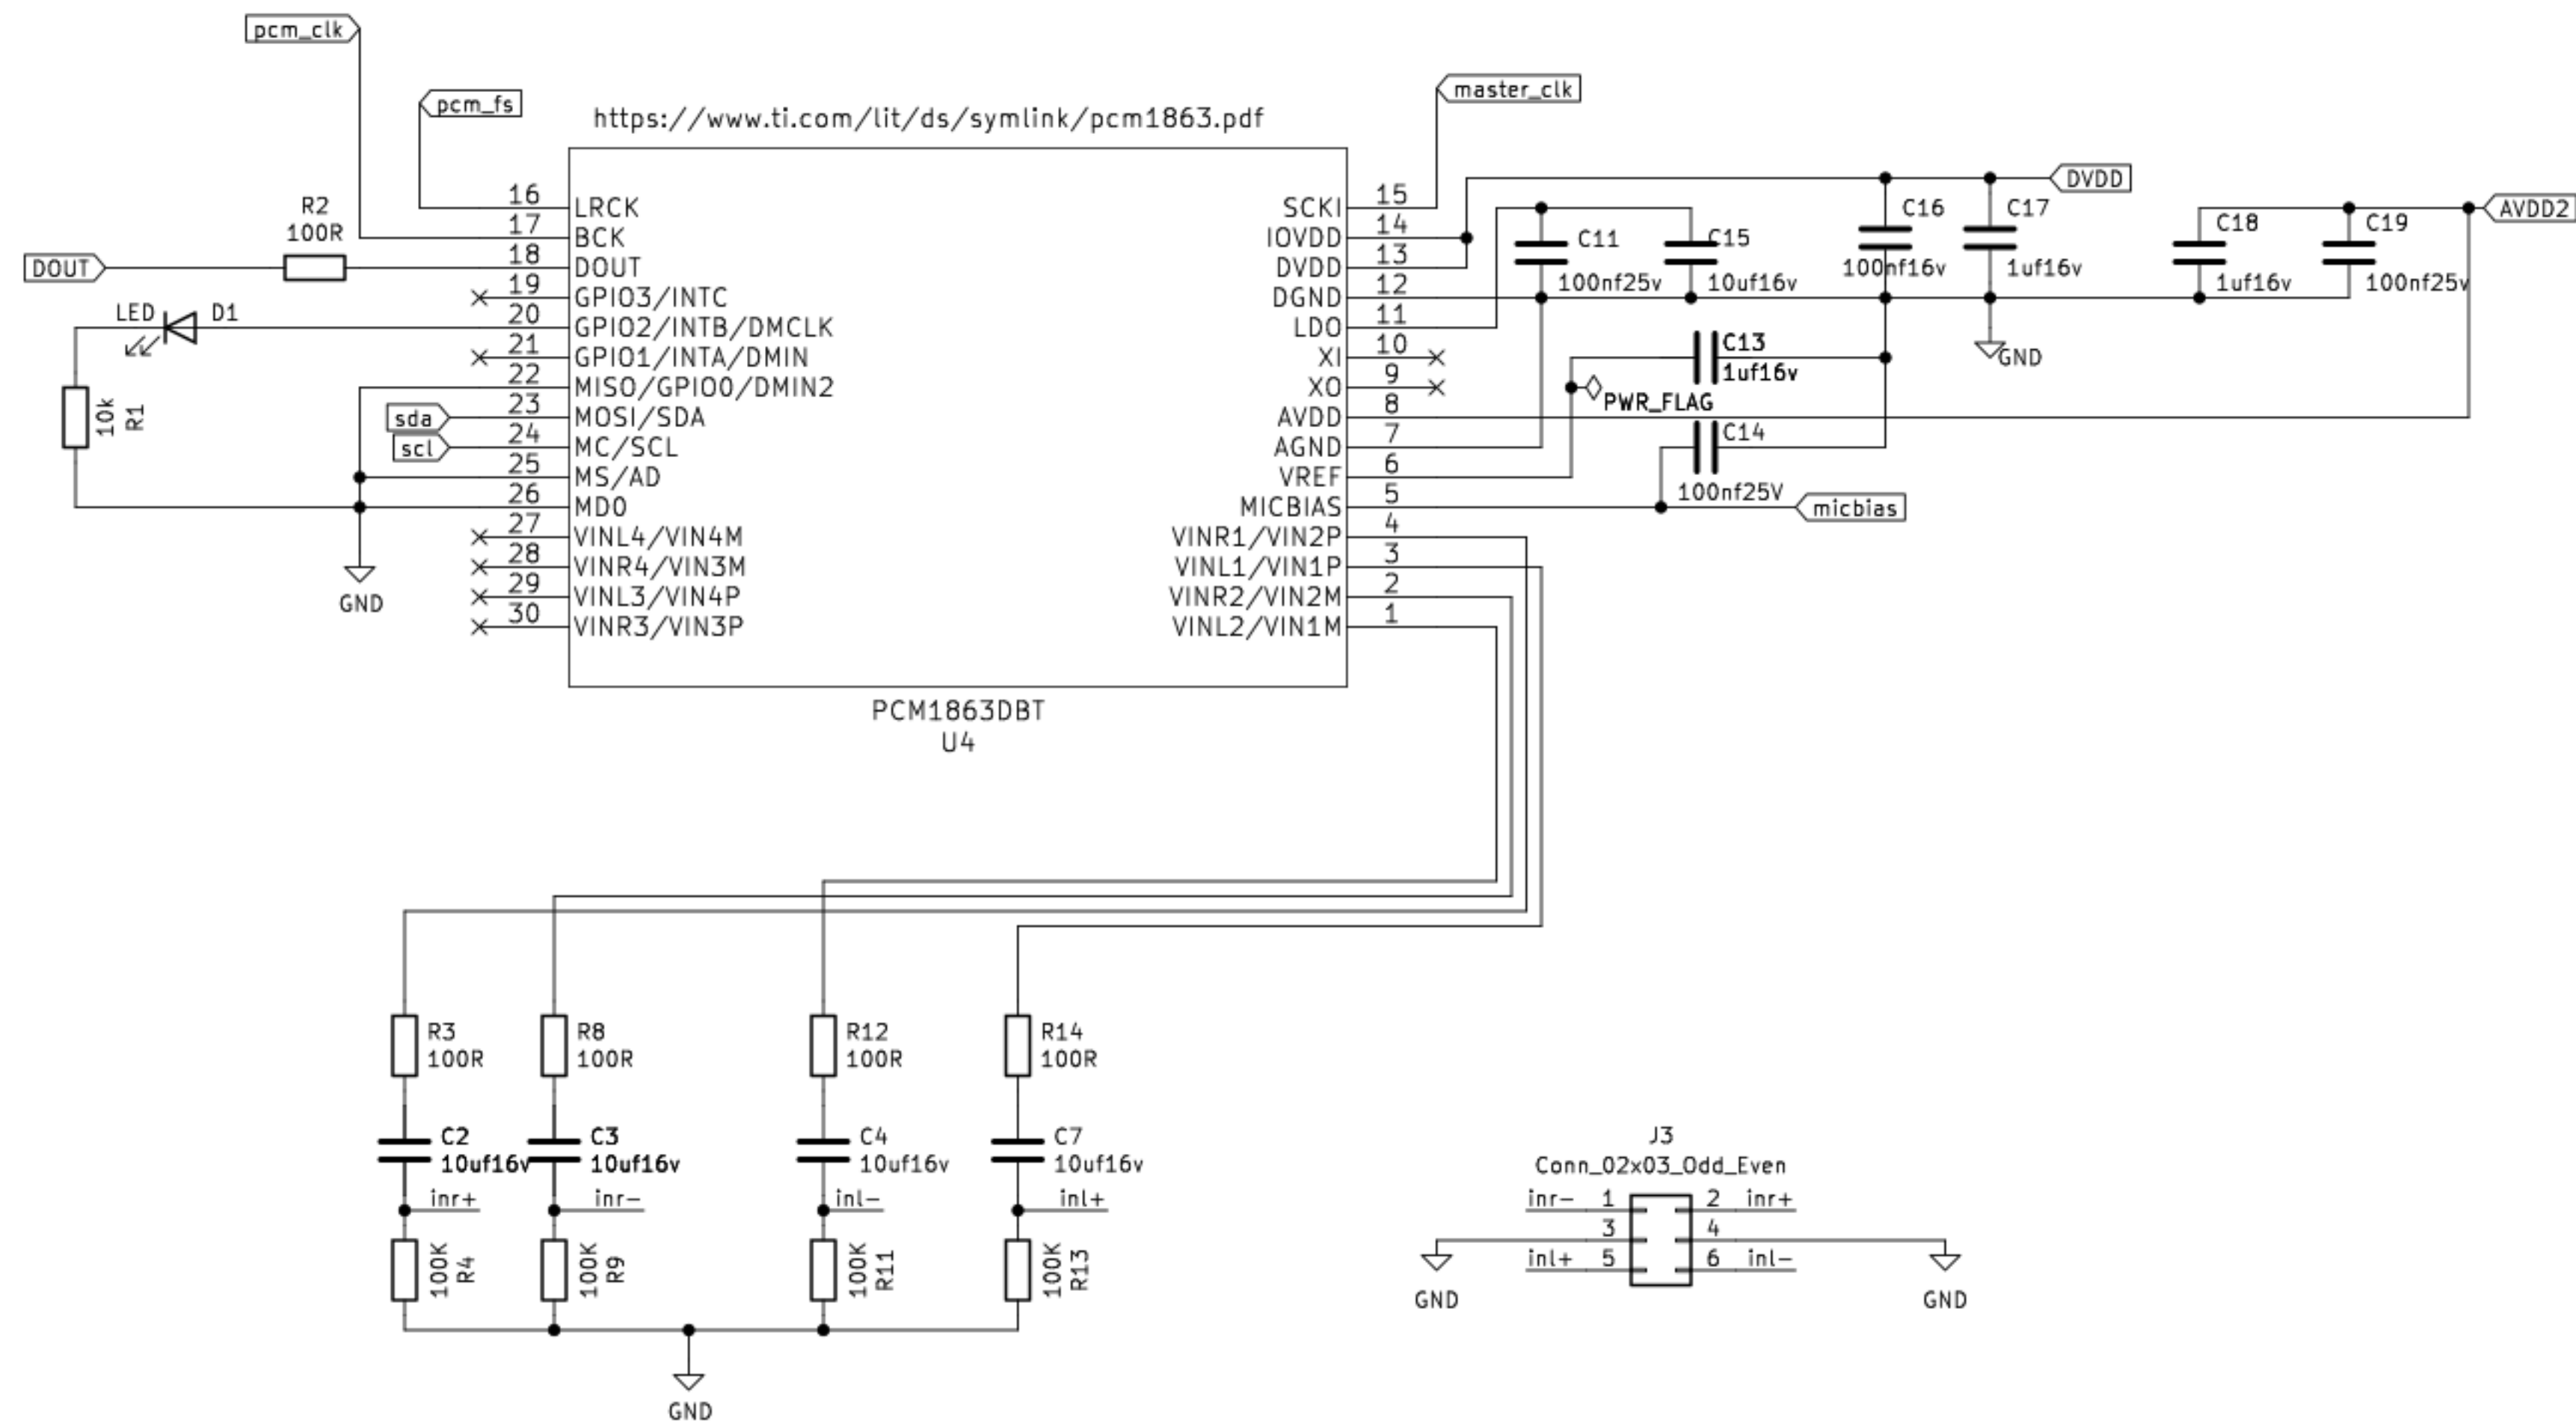 pcm_clk
pcm_fs
master_clk
https://www.ti.com/lit/ds/symlink/pcm1863.pdf
DVDD
AVDD2
R2
100R
DOUT
LED D1
10k
R1
sda
scl
GND
16 LRCK
17 BCK
18 DOUT
19 GPIO3/INTC
20 GPIO2/INTB/DMCLK
21 GPIO1/INTA/DMIN
22 MISO/GPIO0/DMIN2
23 MOSI/SDA
24 MC/SCL
25 MS/AD
26 MD0
27 VINL4/VIN4M
28 VINR4/VIN3M
29 VINL3/VIN4P
30 VINR3/VIN3P
SCKI 15
IOVDD 14
DVDD 13
DGND 12
LDO 11
XI 10
XO 9
AVDD 8
AGND 7
VREF 6
MICBIAS 5
VINR1/VIN2P 4
VINL1/VIN1P 3
VINR2/VIN2M 2
VINL2/VIN1M 1
PCM1863DBT
U4
C11
100nf25v
C15
10uf16v
C16
100nf16v
C17
1uf16v
C18
1uf16v
C19
100nf25v
GND
C13
1uf16v
PWR_FLAG
C14
100nf25V
micbias
R3
100R
R8
100R
R12
100R
R14
100R
C2
10uf16v
C3
10uf16v
C4
10uf16v
C7
10uf16v
inr+
inr-
inl-
inl+
100K
R4
100K
R9
100K
R11
100K
R13
GND
J3
Conn_02x03_Odd_Even
inr- 1 2 inr+
3 4
inl+ 5 6 inl-
GND
GND